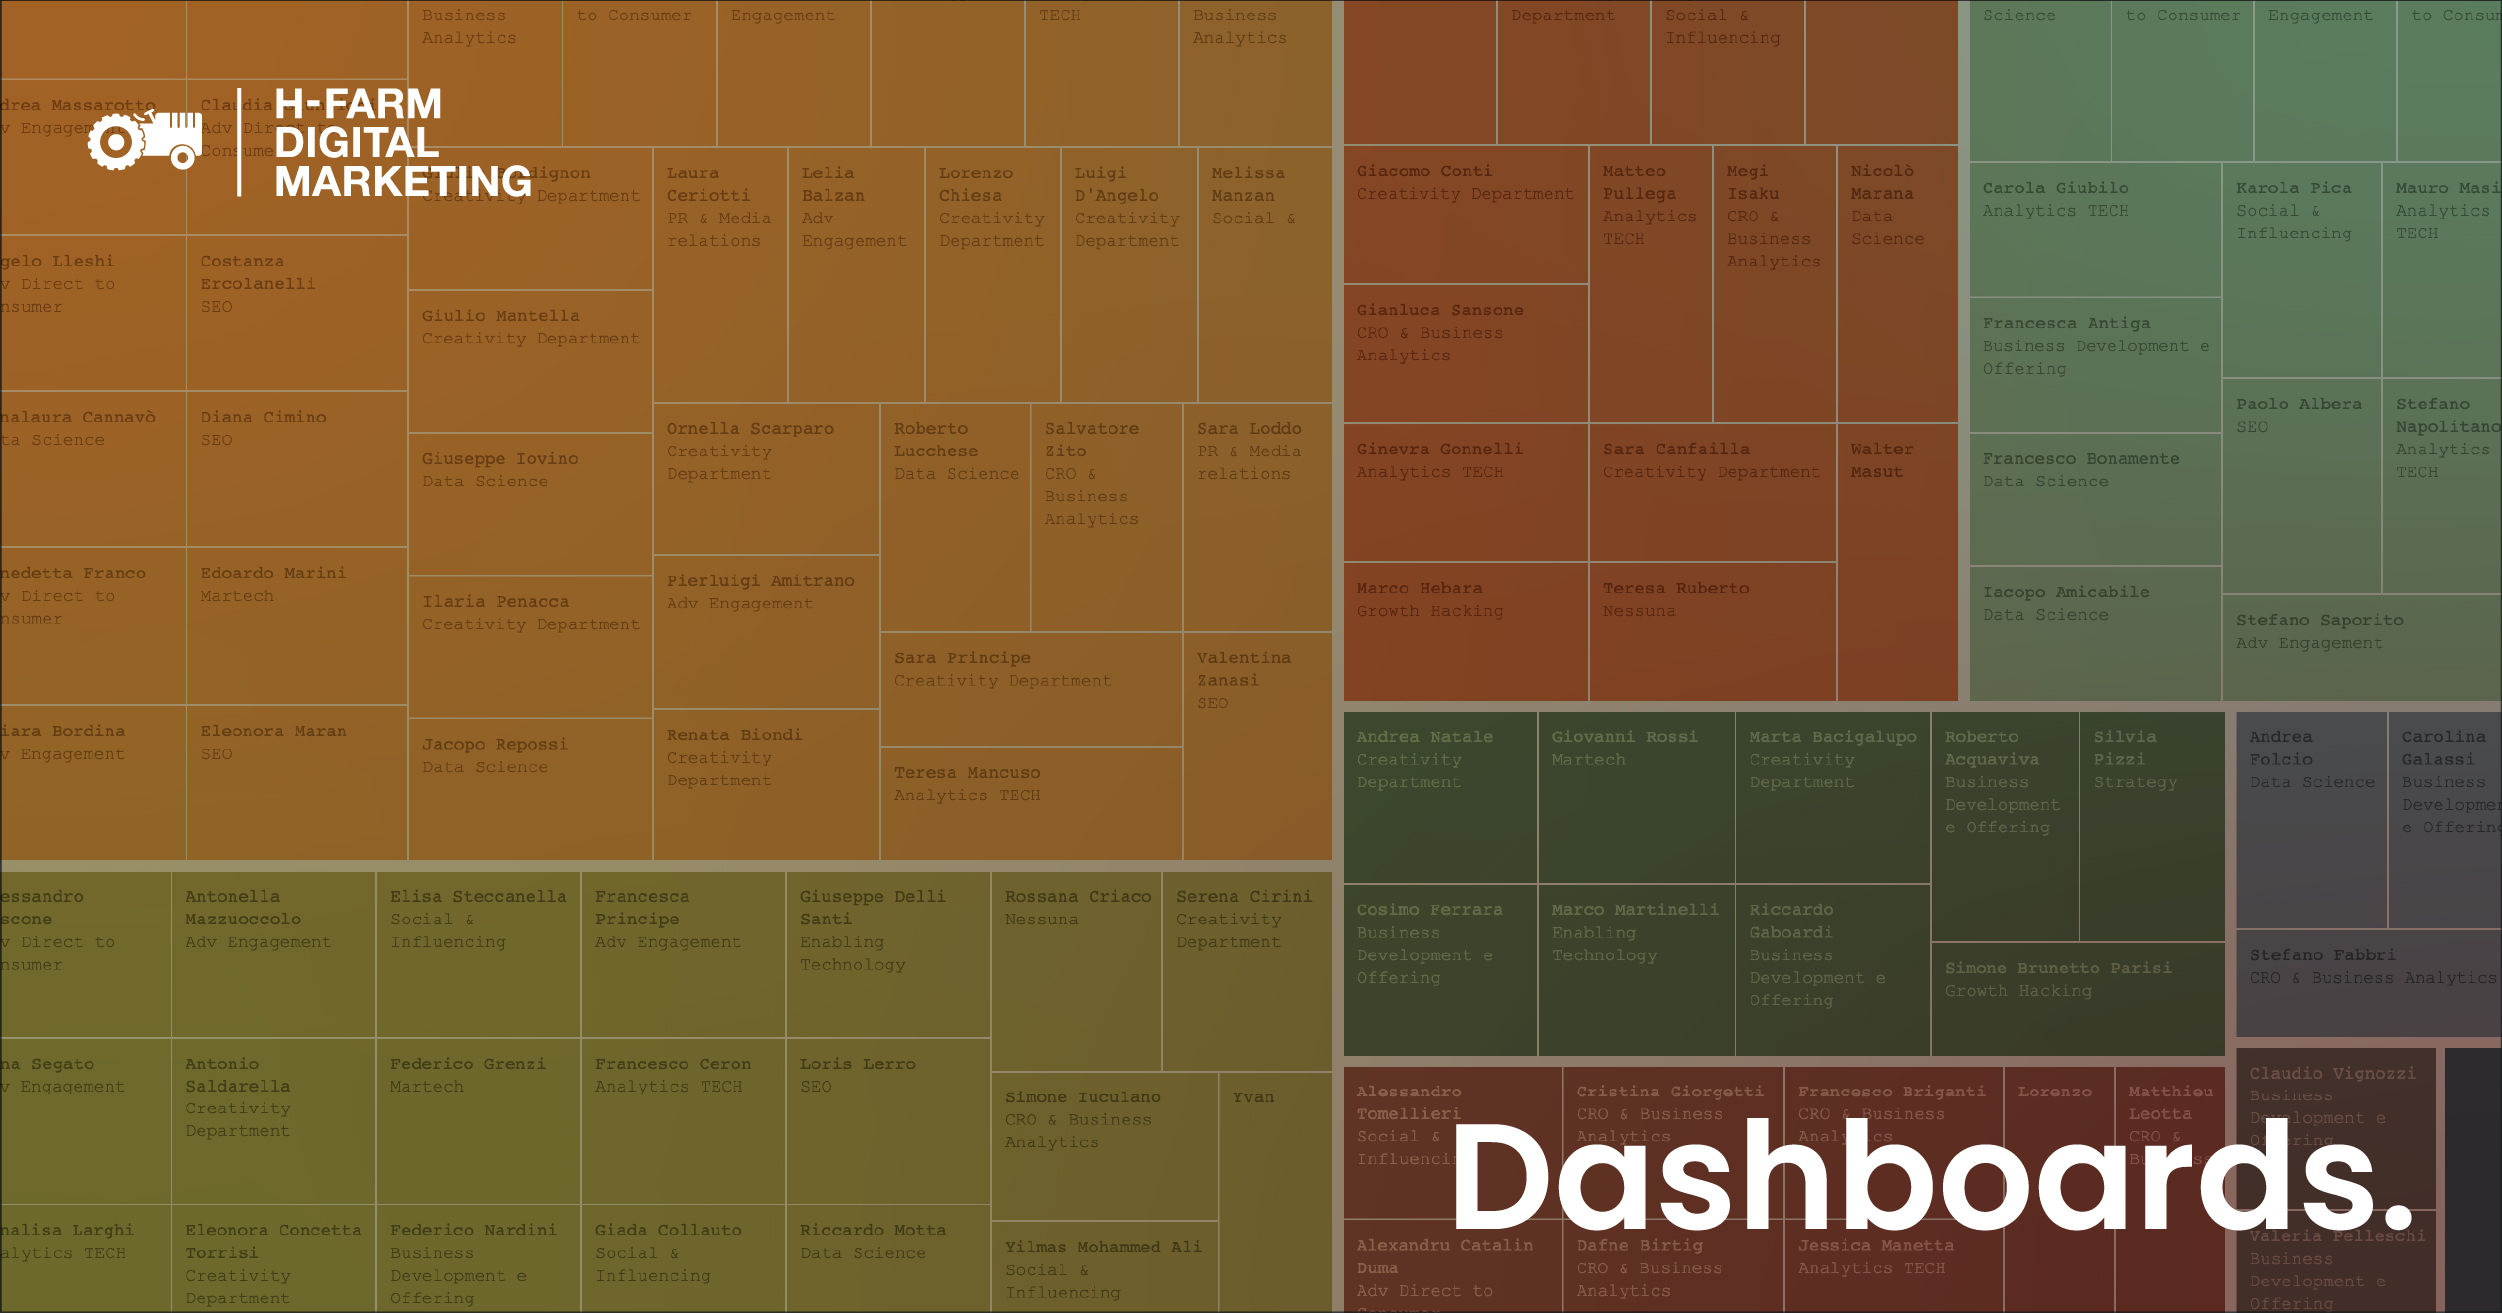 Business
Analytics
to Consumer
Engagement
TECH
Business
Analytics
Department
Social &
Influencing
Science
to Consumer
Engagement
to Consum
H-FARM
DIGITAL
MARKETING
drea Massarotto
v Engagem
Claudia
Adv Direct to
Consume
Bordignon
Creativity Department
Laura
Ceriotti
PR & Media
relations
Lelia
Balzan
Adv
Engagement
Lorenzo
Chiesa
Creativity
Department
Luigi
D'Angelo
Creativity
Department
Melissa
Manzan
Social &
gelo Lleshi
v Direct to
nsumer
Costanza
Ercolanelli
SEO
Giulio Mantella
Creativity Department
nalaura Cannavò
ta Science
Diana Cimino
SEO
Giuseppe Iovino
Data Science
Ornella Scarparo
Creativity
Department
Roberto
Lucchese
Data Science
Salvatore
Zito
CRO &
Business
Analytics
Sara Loddo
PR & Media
relations
nedetta Franco
v Direct to
nsumer
Edoardo Marini
Martech
Ilaria Penacca
Creativity Department
Pierluigi Amitrano
Adv Engagement
Sara Principe
Creativity Department
Valentina
Zanasi
SEO
iara Bordina
v Engagement
Eleonora Maran
SEO
Jacopo Repossi
Data Science
Renata Biondi
Creativity
Department
Teresa Mancuso
Analytics TECH
Giacomo Conti
Creativity Department
Matteo
Pullega
Analytics
TECH
Megi
Isaku
CRO &
Business
Analytics
Nicolò
Marana
Data
Science
Gianluca Sansone
CRO & Business
Analytics
Ginevra Gonnelli
Analytics TECH
Sara Canfailla
Creativity Department
Walter
Masut
Marco Hebara
Growth Hacking
Teresa Ruberto
Nessuna
Carola Giubilo
Analytics TECH
Karola Pica
Social &
Influencing
Mauro Masi
Analytics
TECH
Francesca Antiga
Business Development e
Offering
Paolo Albera
SEO
Stefano
Napolitano
Analytics
TECH
Francesco Bonamente
Data Science
Iacopo Amicabile
Data Science
Stefano Saporito
Adv Engagement
Andrea Natale
Creativity
Department
Giovanni Rossi
Martech
Marta Bacigalupo
Creativity
Department
Roberto
Acquaviva
Business
Development
e Offering
Silvia
Pizzi
Strategy
Andrea
Folcio
Data Science
Carolina
Galassi
Business
Developmen
e Offering
Cosimo Ferrara
Business
Development e
Offering
Marco Martinelli
Enabling
Technology
Riccardo
Gaboardi
Business
Development e
Offering
Simone Brunetto Parisi
Growth Hacking
Stefano Fabbri
CRO & Business Analytics
essandro
scone
v Direct to
nsumer
Antonella
Mazzuoccolo
Adv Engagement
Elisa Steccanella
Social &
Influencing
Francesca
Principe
Adv Engagement
Giuseppe Delli
Santi
Enabling
Technology
Rossana Criaco
Nessuna
Serena Cirini
Creativity
Department
na Segato
v Engagement
Antonio
Saldarella
Creativity
Department
Federico Grenzi
Martech
Francesco Ceron
Analytics TECH
Loris Lerro
SEO
Simone Iuculano
CRO & Business
Analytics
Yvan
nalisa Larghi
alytics TECH
Eleonora Concetta
Torrisi
Creativity
Department
Federico Nardini
Business
Development e
Offering
Giada Collauto
Social &
Influencing
Riccardo Motta
Data Science
Yilmas Mohammed Ali
Social &
Influencing
Alessandro
Tomellieri
Social &
Influencin
Cristina Giorgetti
CRO & Business
Analytics
Francesco Briganti
CRO & Business
Analytics
Lorenzo
Matthieu
Leotta
CRO &
Claudio Vignozzi
Business
Development e
Offering
Dashboards.
Alexandru Catalin
Duma
Adv Direct to
Dafne Birtig
CRO & Business
Analytics
Jessica Manetta
Analytics TECH
Valeria Pelleschi
Business
Development e
Offering